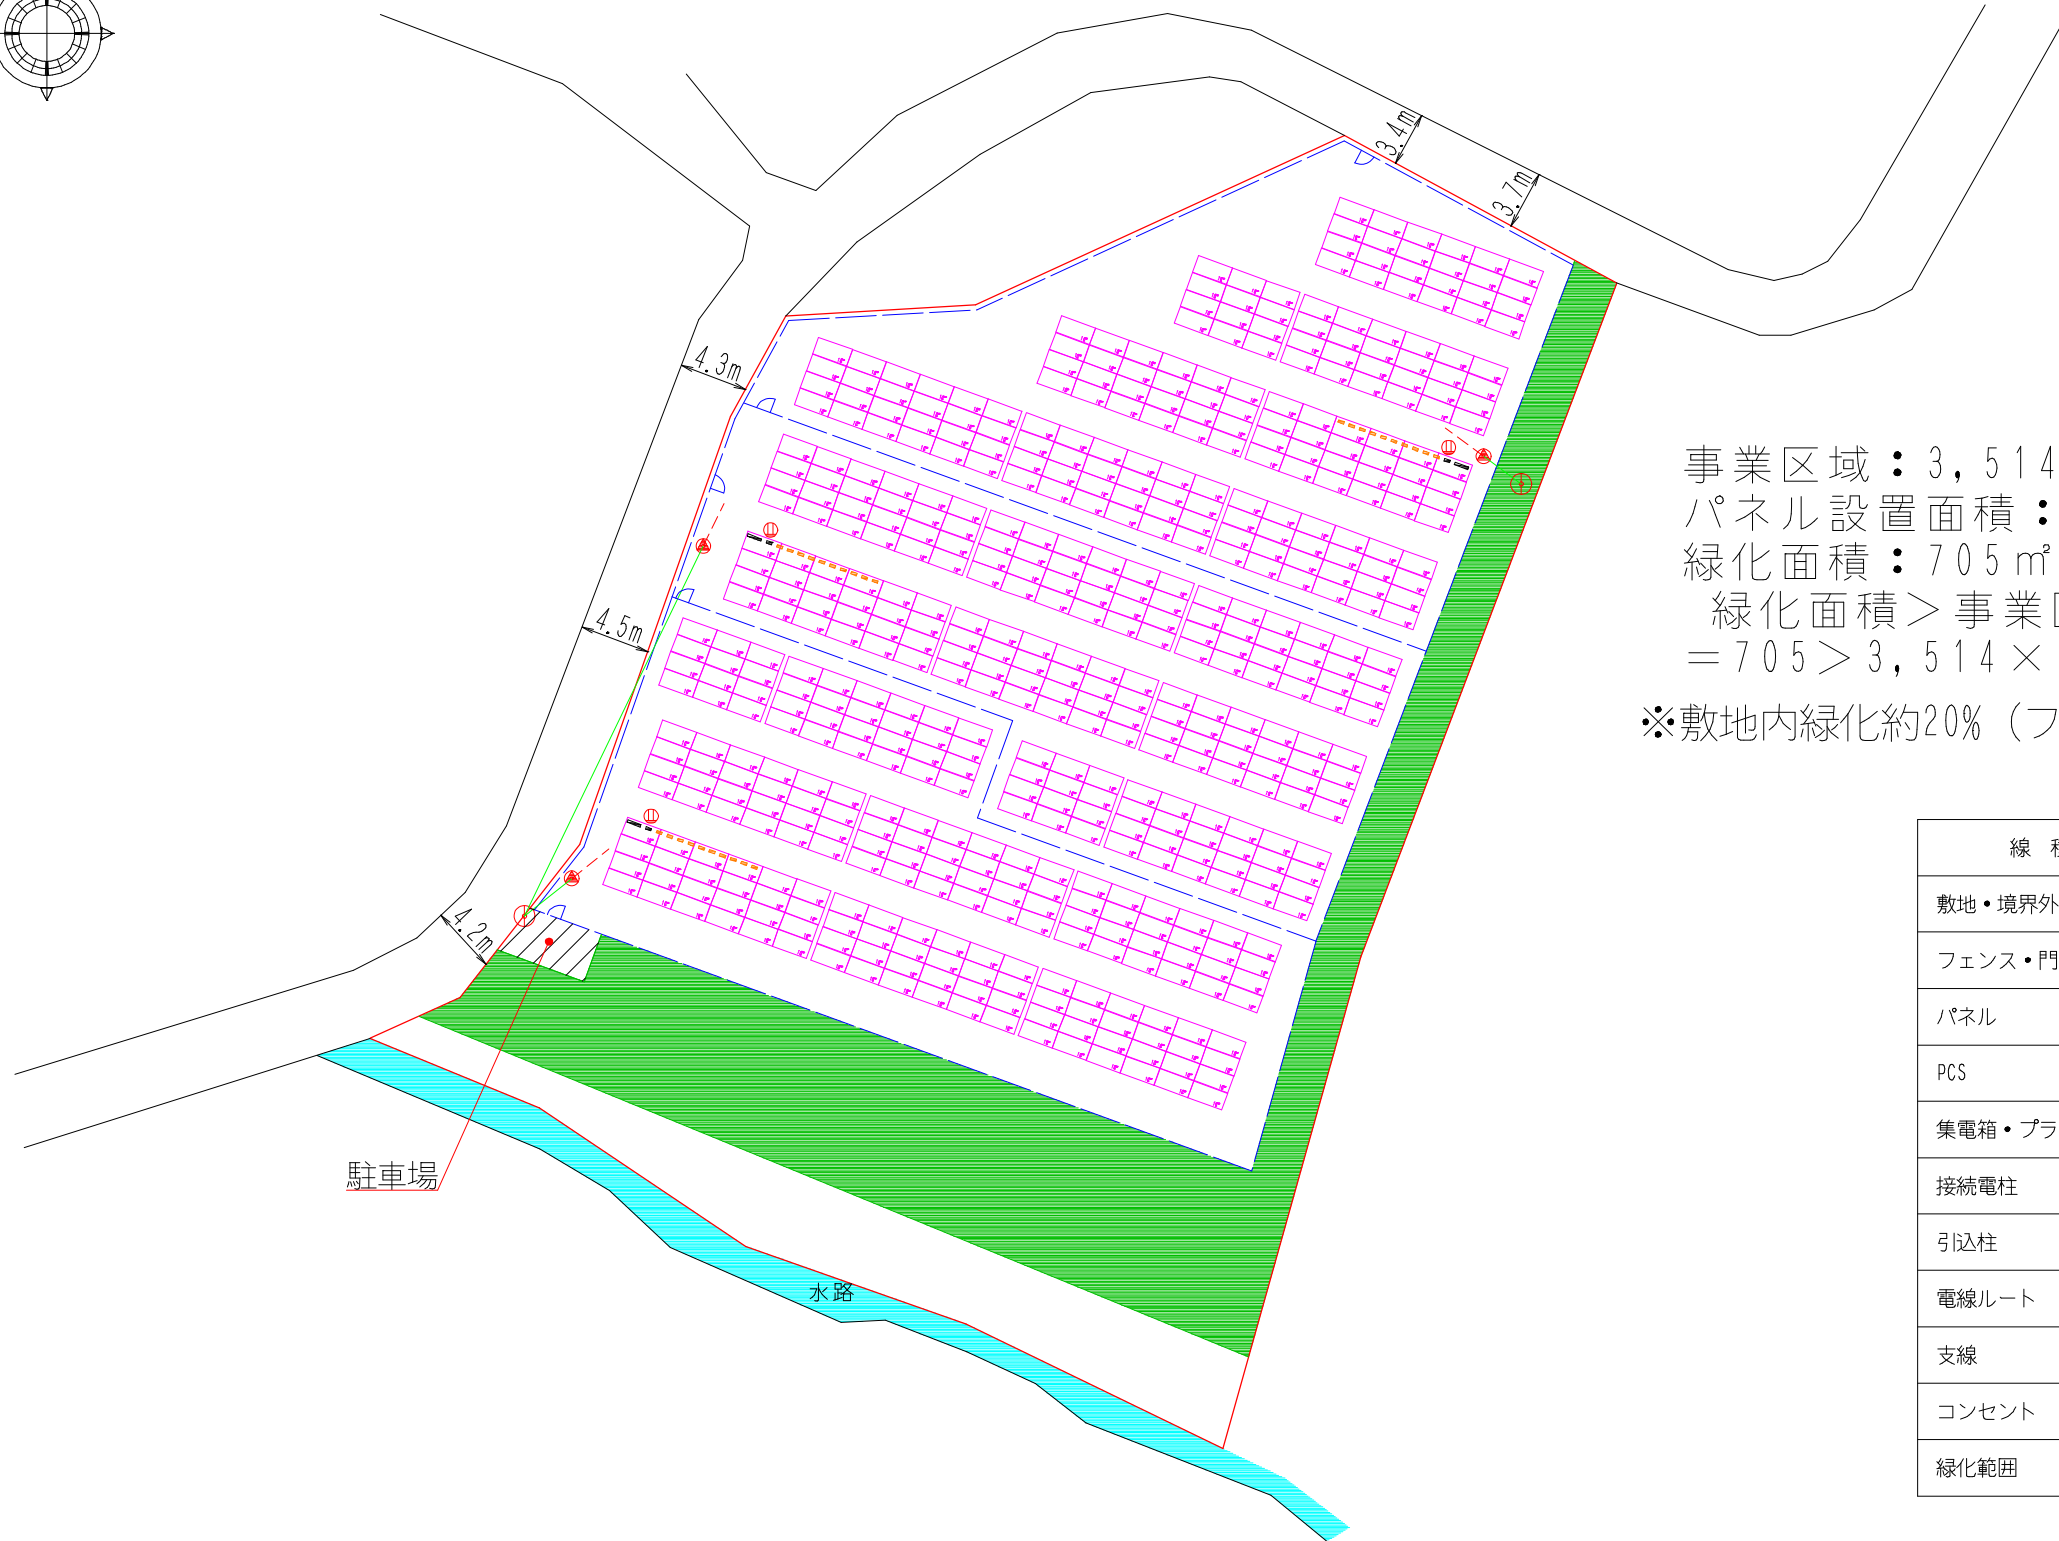 3.4m
3.7m
4.3m
4.5m
4.2m
事業区域：3,514
パネル設置面積：
緑化面積：705㎡
緑化面積＞事業
＝705＞3,514×
※敷地内緑化約20%（フ
線
敷地・境界外
フェンス・門
パネル
PCS
集電箱・プラ
接続電柱
引込柱
電線ルート
支線
コンセント
緑化範囲
駐車場
水路